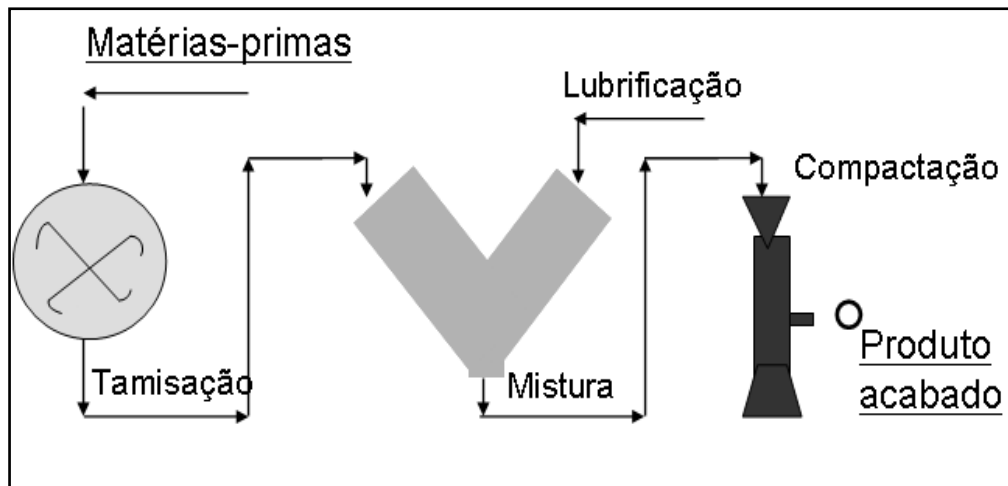 Matérias-primas
Lubrificação
Compactação
Tamisação
Mistura
Produto
acabado